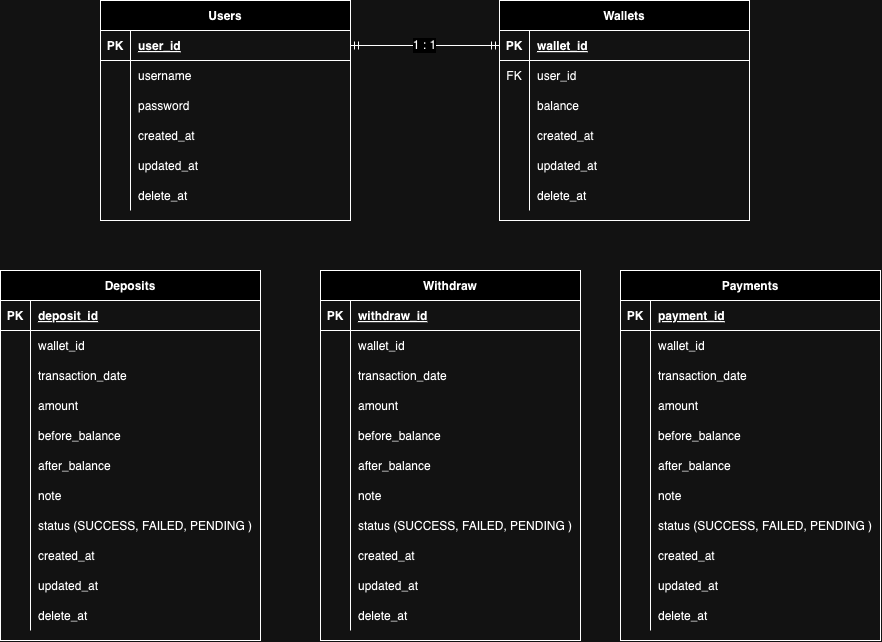 Users
PK user_id
username
password
created_at
updated_at
delete_at
1 : 1
Wallets
PK wallet_id
FK user_id
balance
created_at
updated_at
delete_at
Deposits
PK deposit_id
wallet_id
transaction_date
amount
before_balance
after_balance
note
status (SUCCESS, FAILED, PENDING )
created_at
updated_at
delete_at
Withdraw
PK withdraw_id
wallet_id
transaction_date
amount
before_balance
after_balance
note
status (SUCCESS, FAILED, PENDING )
created_at
updated_at
delete_at
Payments
PK payment_id
wallet_id
transaction_date
amount
before_balance
after_balance
note
status (SUCCESS, FAILED, PENDING )
created_at
updated_at
delete_at